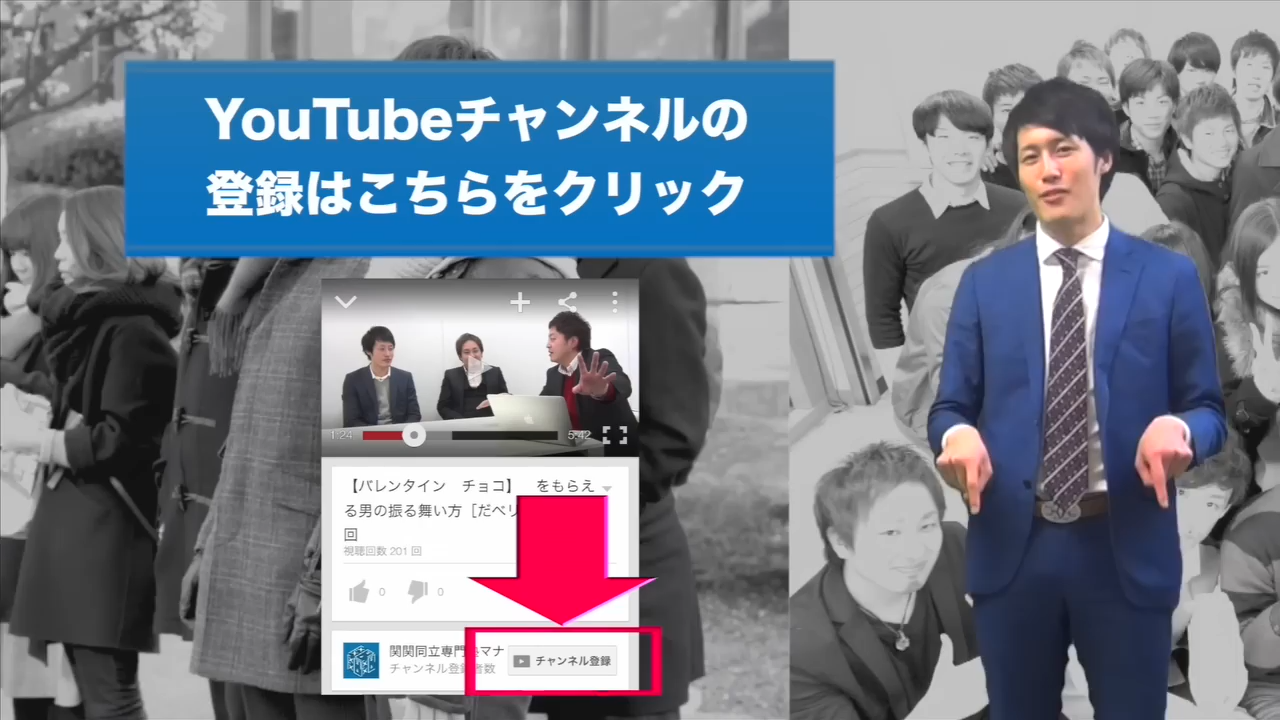 YouTubeチャンネルの
登録はこちらをクリック
1:24
5:42
【バレンタイン チョコ】 をもらえ
る男の振る舞い方［だべリ
回
視聴回数 201 回
0
0
関関同立専門
マナ
チャンネル登録者数
チャンネル登録